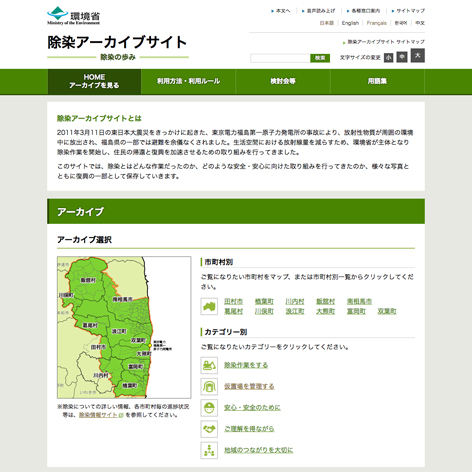 環境省
Ministry of the Environment
本文へ
音声読み上げ
各種窓口案内
サイトマップ
日本語 English Français 한국어 中文
除染アーカイブサイト
除染の歩み
除染アーカイブサイト サイトマップ
検索
文字サイズの変更 小 中 大
HOME
アーカイブを見る
利用方法・利用ルール
検討会等
用語集
除染アーカイブサイトとは
2011年3月11日の東日本大震災をきっかけに起きた、東京電力福島第一原子力発電所の事故により、放射性物質が周囲の環境
中に放出され、福島県の一部では避難を余儀なくされました。生活空間における放射線量を減らすため、環境省が主体となり
除染作業を開始し、住民の帰還と復興を加速させるための取り組みを行ってきました。
このサイトでは、除染とはどんな作業だったのか、どのような安全・安心に向けた取り組みを行ってきたのか、様々な写真と
ともに復興の一部として保存していきます。
アーカイブ
アーカイブ選択
飯舘村
川俣町
南相馬市
葛尾村
浪江町
双葉町
田村市
大熊町
富岡町
川内村
楢葉町
※除染についての詳しい情報、各市町村毎の進捗状況
等は、除染情報サイト を参照してください。
市町村別
ご覧になりたい市町村をマップ、または市町村別一覧からクリックしてくだ
さい。
田村市 楢葉町 川内村 飯舘村 南相馬市
葛尾村 川俣町 浪江町 大熊町 富岡町 双葉町
カテゴリー別
ご覧になりたいカテゴリーをクリックしてください。
除染作業をする
仮置場を管理する
安心・安全のために
ご理解を得ながら
地域のつながりを大切に